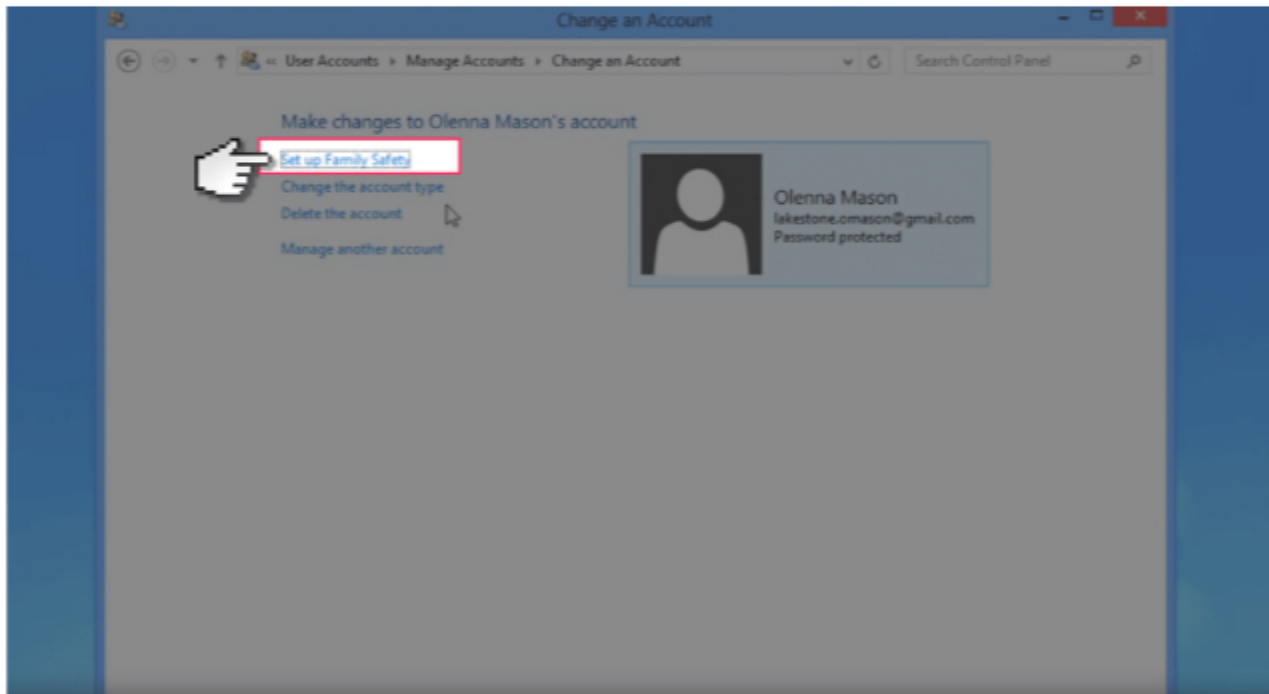 Change an Account
« User Accounts ▸ Manage Accounts ▸ Change an Account
Search Control Panel
Make changes to Olenna Mason's account
Set up Family Safety
Change the account type
Delete the account
Manage another account
Olenna Mason
lakestone.omason@gmail.com
Password protected